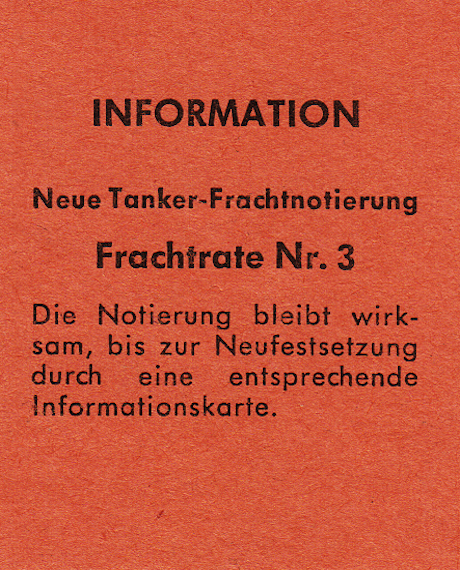 INFORMATION
Neue Tanker-Frachtnotierung
Frachtrate Nr. 3
Die Notierung bleibt wirk-
sam, bis zur Neufestsetzung
durch eine entsprechende
Informationskarte.